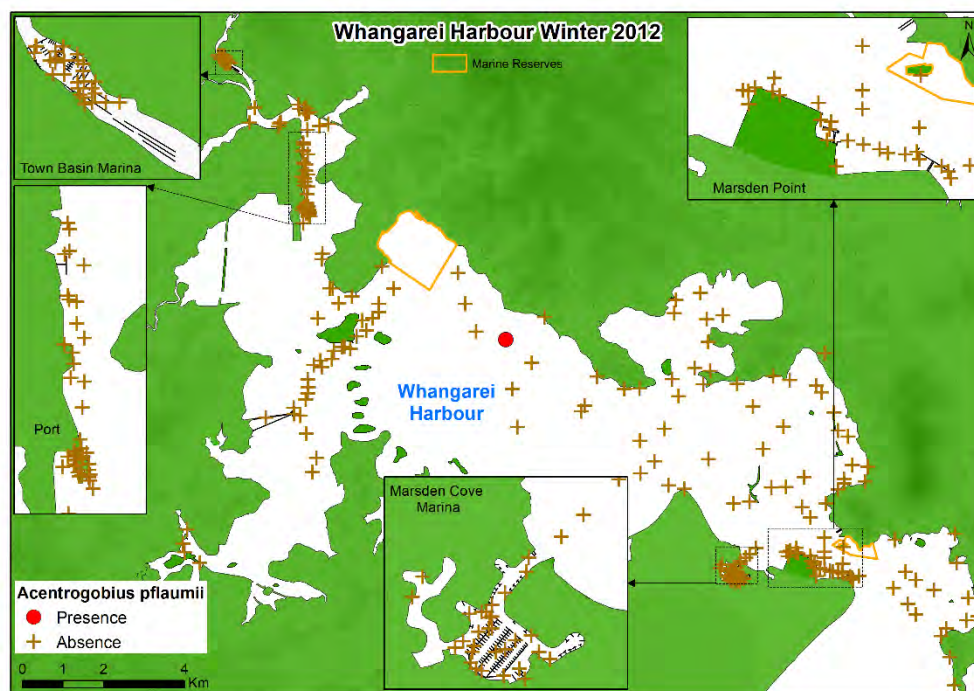 Whangarei Harbour Winter 2012
Marine Reserves
N
Town Basin Marina
Marsden Point
Port
Whangarei
Harbour
Marsden Cove
Marina
Acentrogobius pflaumii
Presence
Absence
0 1 2 4
Km